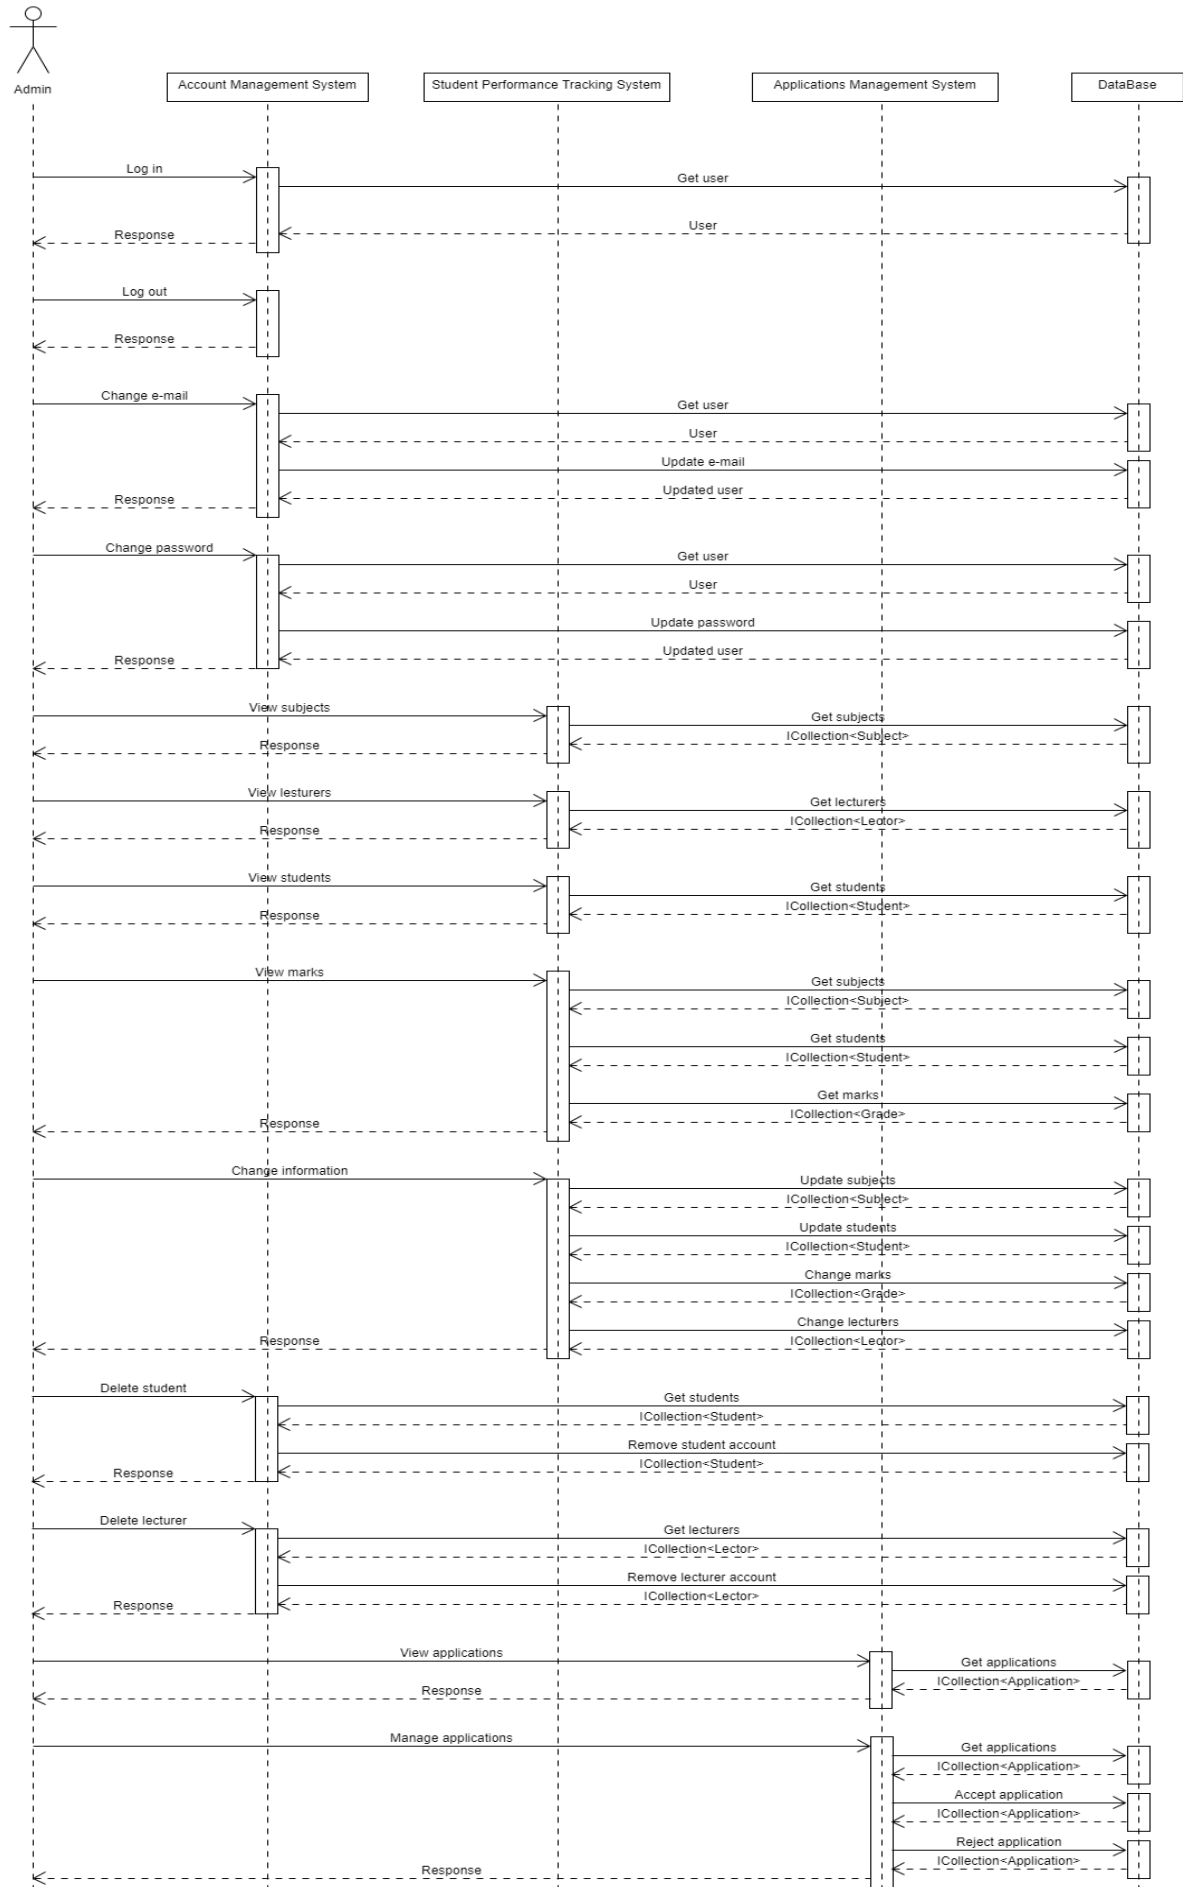 Admin
Account Management System
Student Performance Tracking System
Applications Management System
DataBase
Log in
Get user
User
Response
Log out
Response
Change e-mail
Get user
User
Update e-mail
Updated user
Response
Change password
Get user
User
Update password
Updated user
Response
View subjects
Get subjects
ICollection<Subject>
Response
View lesturers
Get lecturers
ICollection<Lector>
Response
View students
Get students
ICollection<Student>
Response
View marks
Get subjects
ICollection<Subject>
Get students
ICollection<Student>
Get marks
ICollection<Grade>
Response
Change information
Update subjects
ICollection<Subject>
Update students
ICollection<Student>
Change marks
ICollection<Grade>
Change lecturers
ICollection<Lector>
Response
Delete student
Get students
ICollection<Student>
Remove student account
ICollection<Student>
Response
Delete lecturer
Get lecturers
ICollection<Lector>
Remove lecturer account
ICollection<Lector>
Response
View applications
Get applications
ICollection<Application>
Response
Manage applications
Get applications
ICollection<Application>
Accept application
ICollection<Application>
Reject application
ICollection<Application>
Response